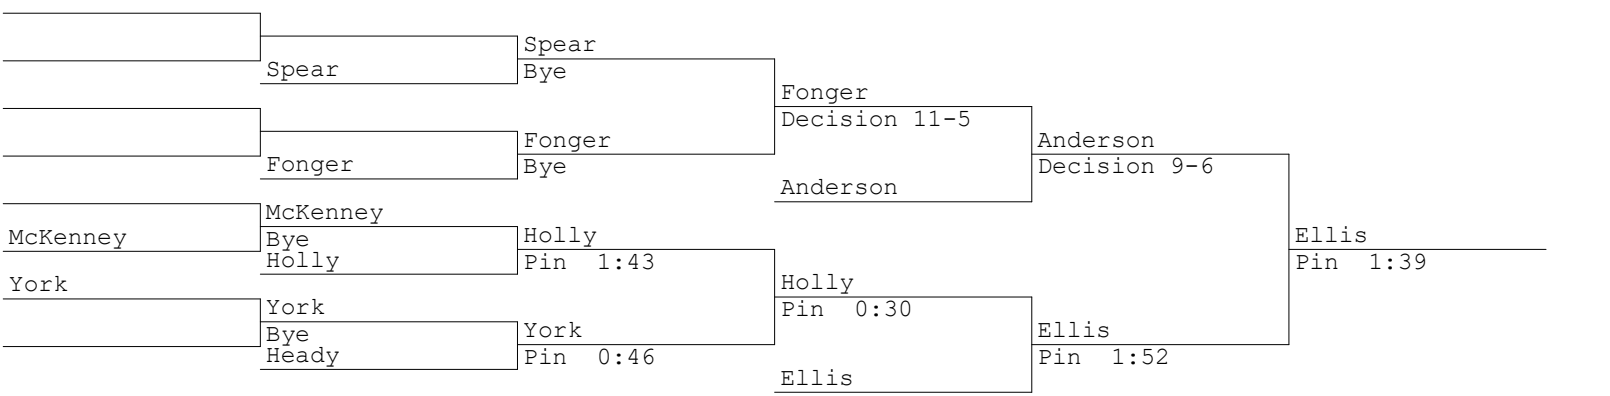 Spear
Spear
Bye
Fonger
Decision 11-5
Fonger
Fonger
Bye
Anderson
Anderson
Decision 9-6
McKenney
McKenney
Bye
Holly
Holly
Pin 1:43
York
York
Bye
Heady
York
Pin 0:46
Holly
Pin 0:30
Ellis
Ellis
Pin 1:52
Ellis
Pin 1:39